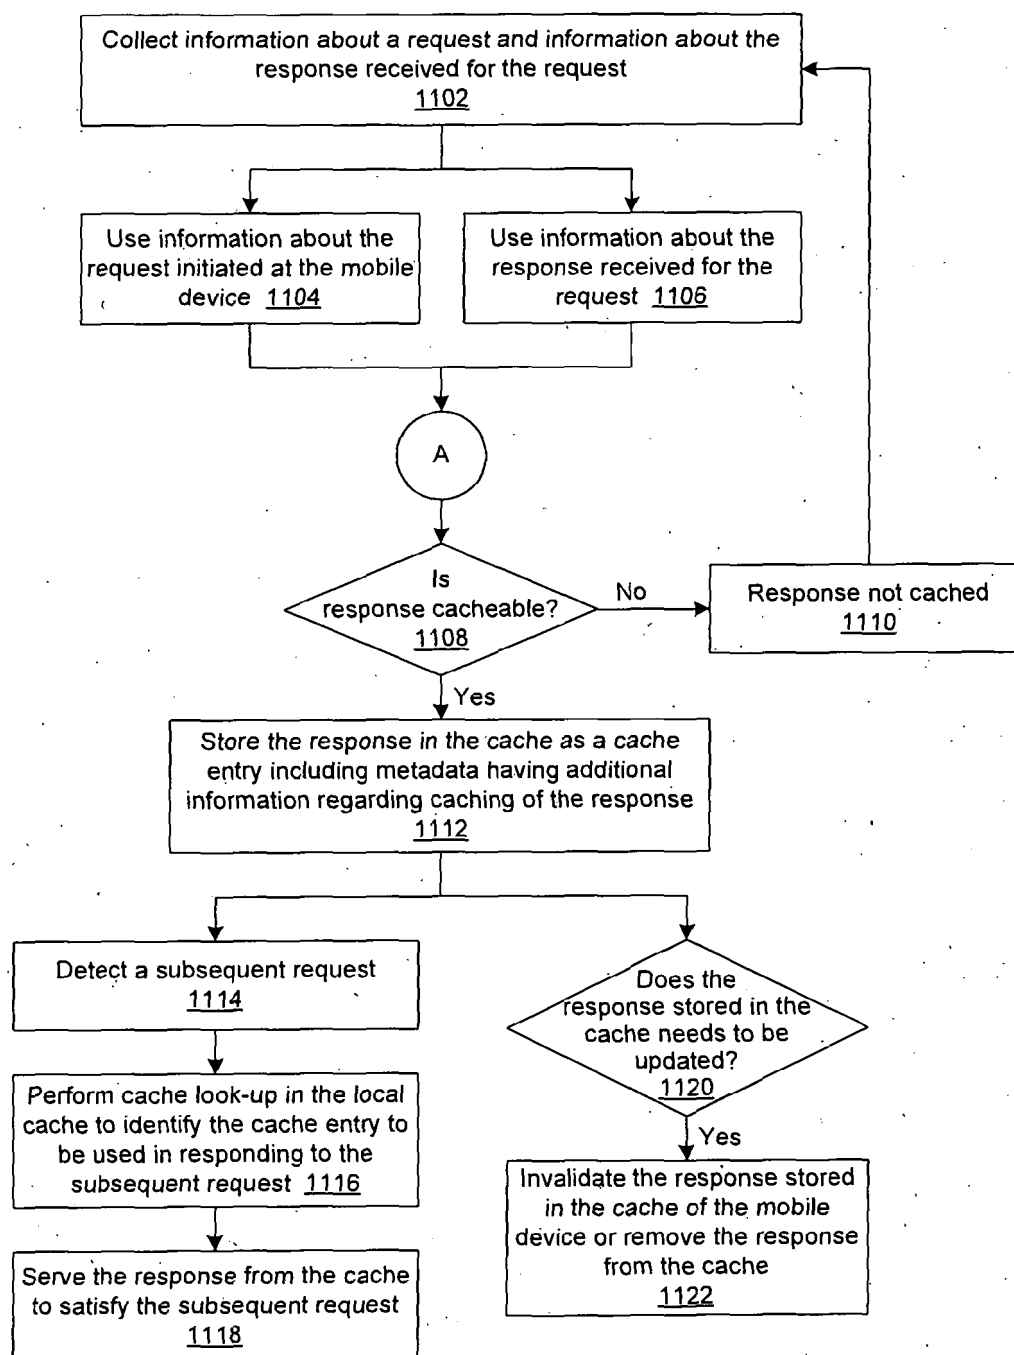 Collect information about a request and information about the
response received for the request
1102
Use information about the
request initiated at the mobile
device 1104
Use information about the
response received for the
request 1106
A
Is
response cacheable?
1108
No
Response not cached
1110
Yes
Store the response in the cache as a cache
entry including metadata having additional
information regarding caching of the response
1112
Detect a subsequent request
1114
Perform cache look-up in the local
cache to identify the cache entry to
be used in responding to the
subsequent request 1116
Serve the response from the cache
to satisfy the subsequent request
1118
Does the
response stored in the
cache needs to be
updated?
1120
Yes
Invalidate the response stored
in the cache of the mobile
device or remove the response
from the cache
1122